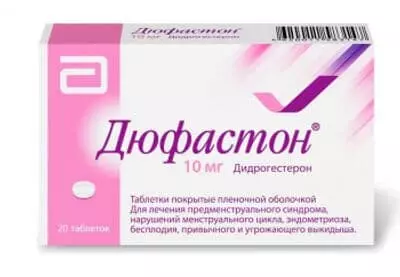 Дюфастон®
10 мг Дидрогестерон
Дюфастон®
10 мг Дидрогестерон
Таблетки покрытые пленочной оболочкой
Для лечения предменструального синдрома,
нарушений менструального цикла, эндометриоза,
бесплодия, привычного и угрожающего выкидыша.
20 таблеток